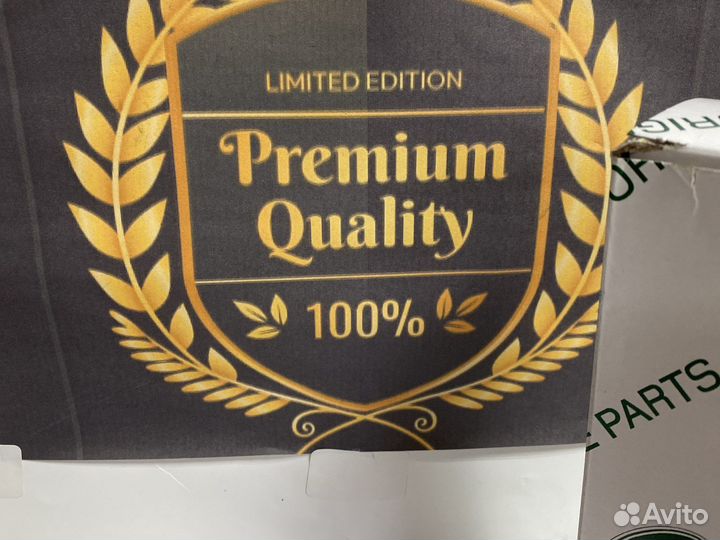 LIMITED EDITION
Premium
Quality
100%
PARTS
Avito